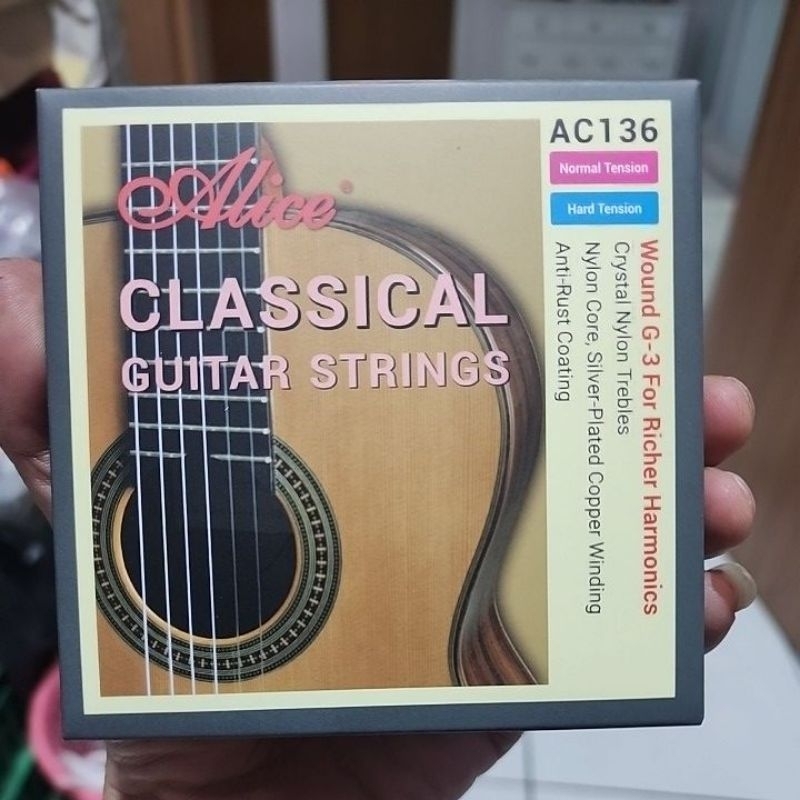 Alice®
CLASSICAL
GUITAR STRINGS
AC136
Normal Tension
Hard Tension
Wound G-3 For Richer Harmonics
Crystal Nylon Trebles
Nylon Core, Silver-Plated Copper Winding
Anti-Rust Coating